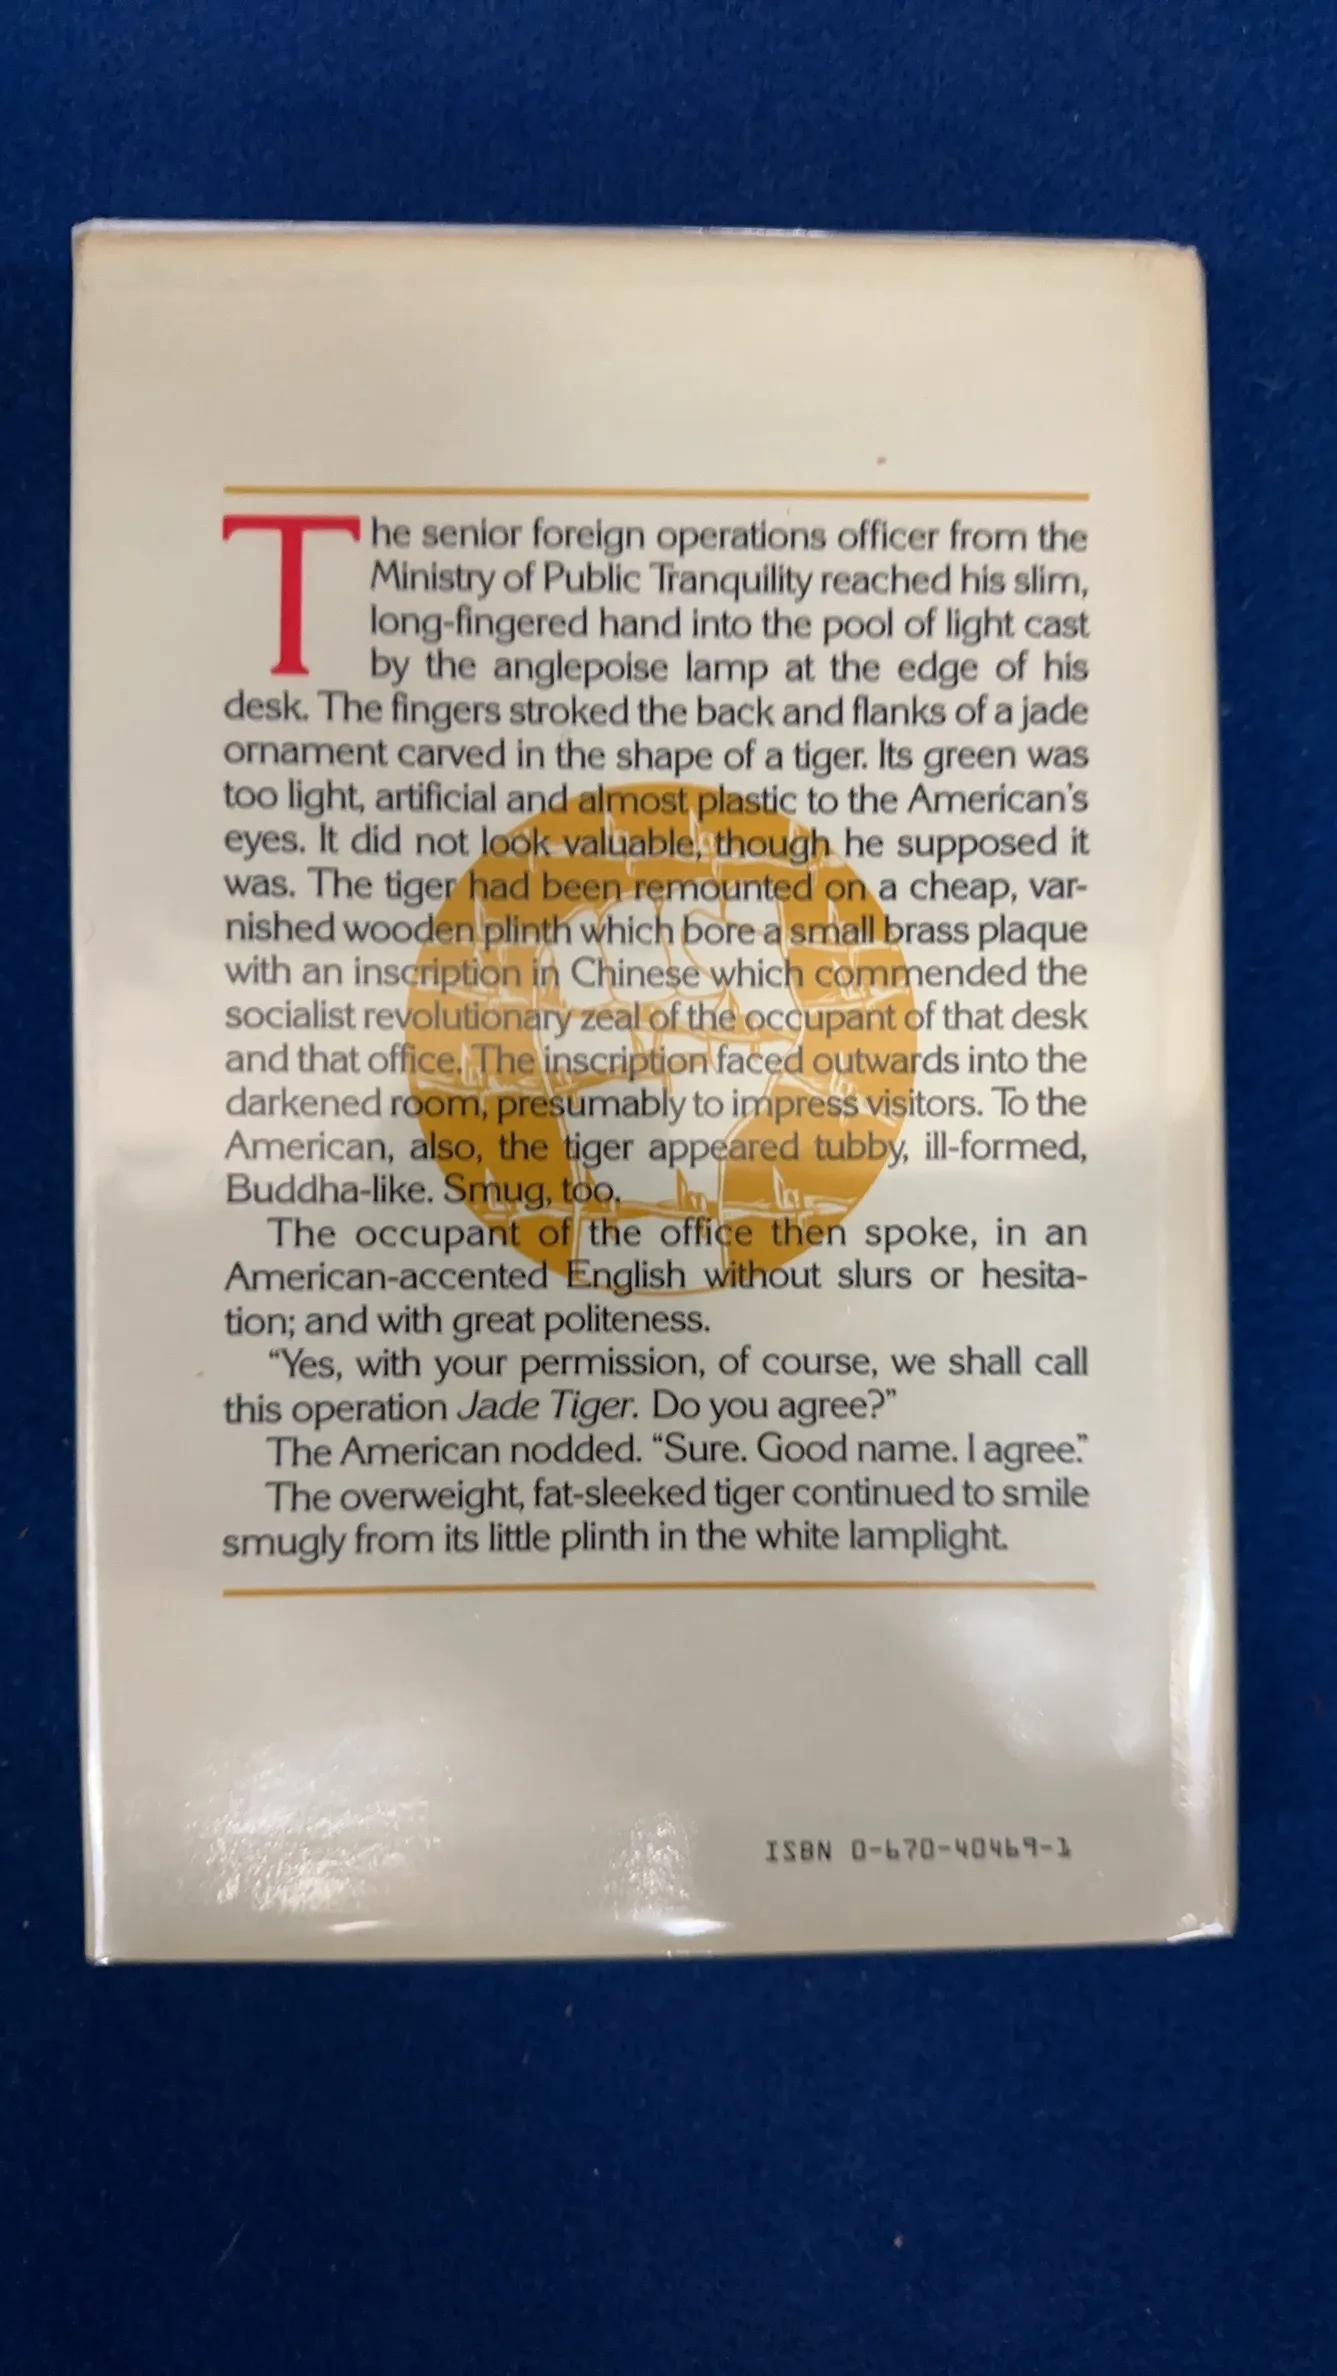 The senior foreign operations officer from the
Ministry of Public Tranquility reached his slim,
long-fingered hand into the pool of light cast
by the anglepoise lamp at the edge of his
desk. The fingers stroked the back and flanks of a jade
ornament carved in the shape of a tiger. Its green was
too light, artificial and almost plastic to the American's
eyes. It did not look valuable, though he supposed it
was. The tiger had been remounted on a cheap, var-
nished wooden plinth which bore a small brass plaque
with an inscription in Chinese which commended the
socialist revolutionary zeal of the occupant of that desk
and that office. The inscription faced outwards into the
darkened room, presumably to impress visitors. To the
American, also, the tiger appeared tubby, ill-formed,
Buddha-like. Smug, too.
The occupant of the office then spoke, in an
American-accented English without slurs or hesita-
tion; and with great politeness.
“Yes, with your permission, of course, we shall call
this operation Jade Tiger. Do you agree?”
The American nodded. “Sure. Good name. I agree.”
The overweight, fat-sleeked tiger continued to smile
smugly from its little plinth in the white lamplight.
ISBN 0-670-40469-1